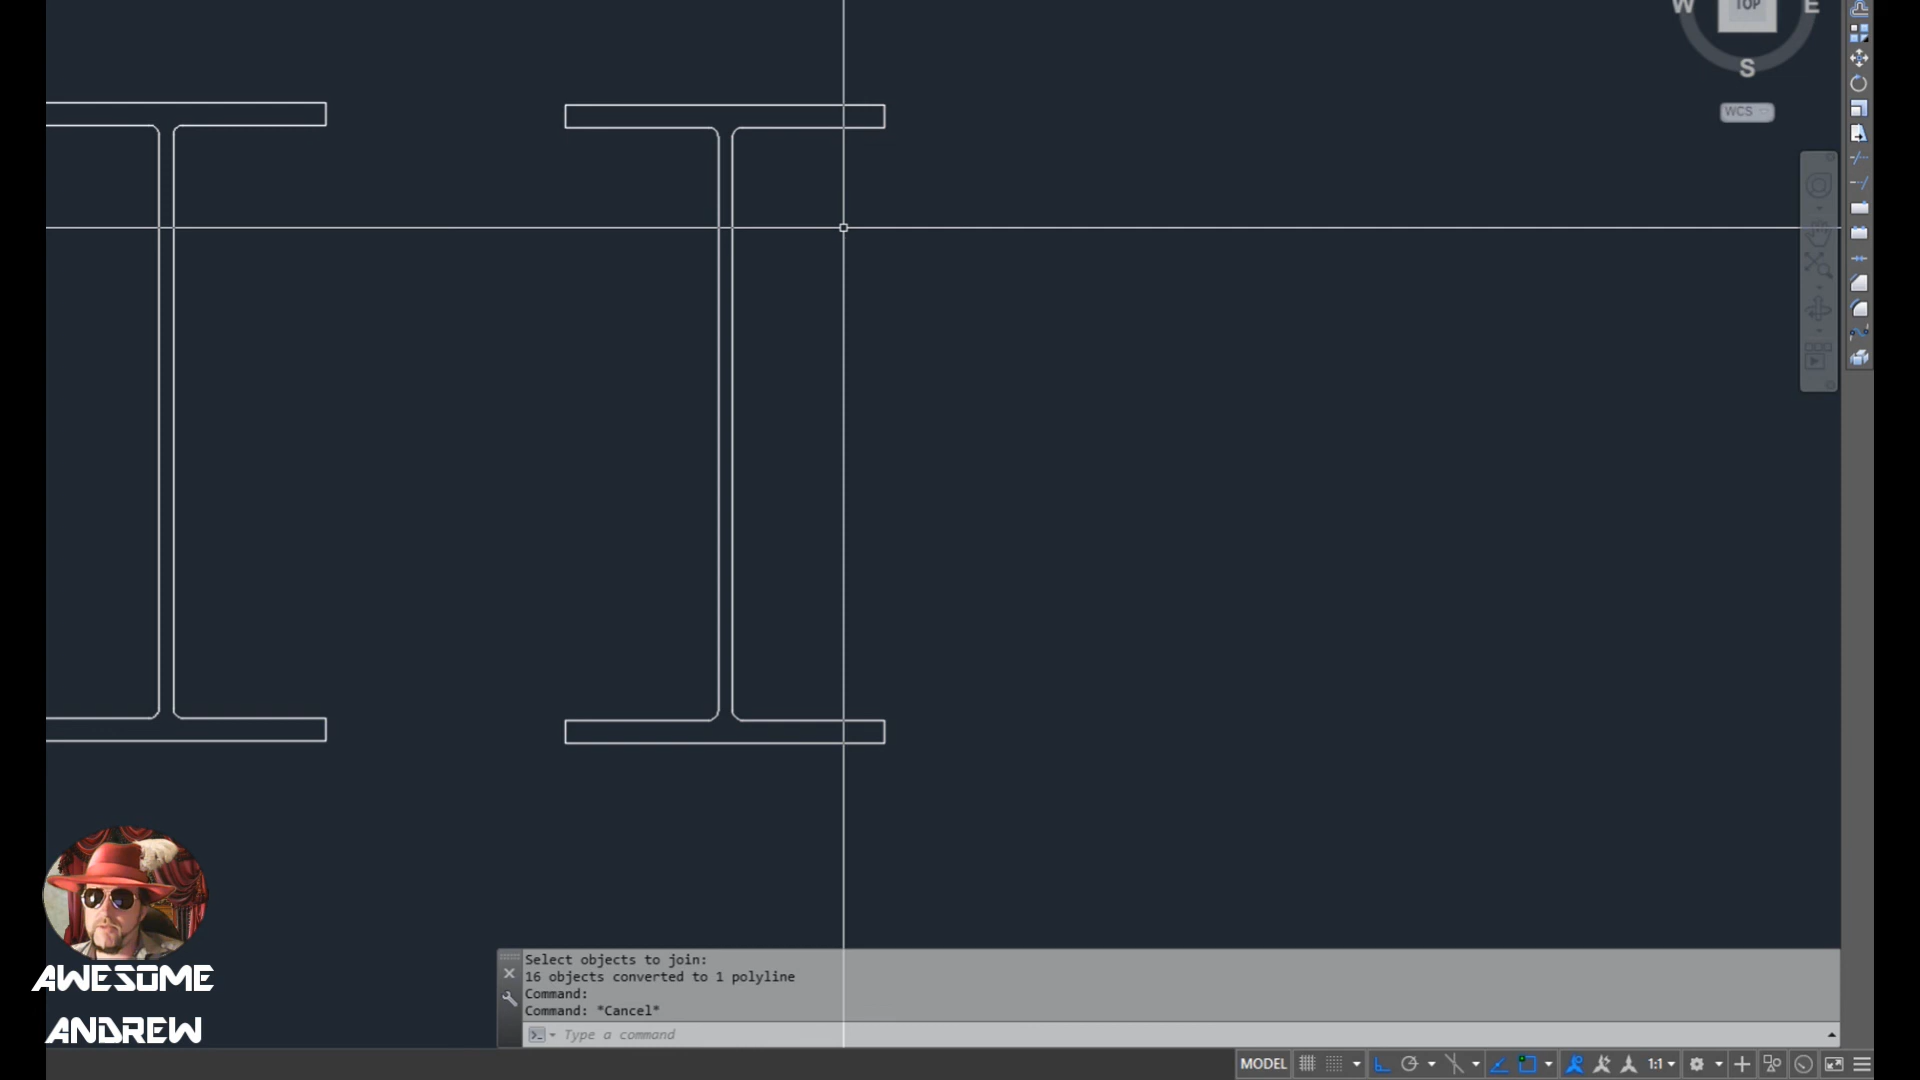 W
TOP
E
S
WCS
Select objects to join:
16 objects converted to 1 polyline
Command:
Command: *Cancel*
Type a command
AWESOME
ANDREW
MODEL
1:1